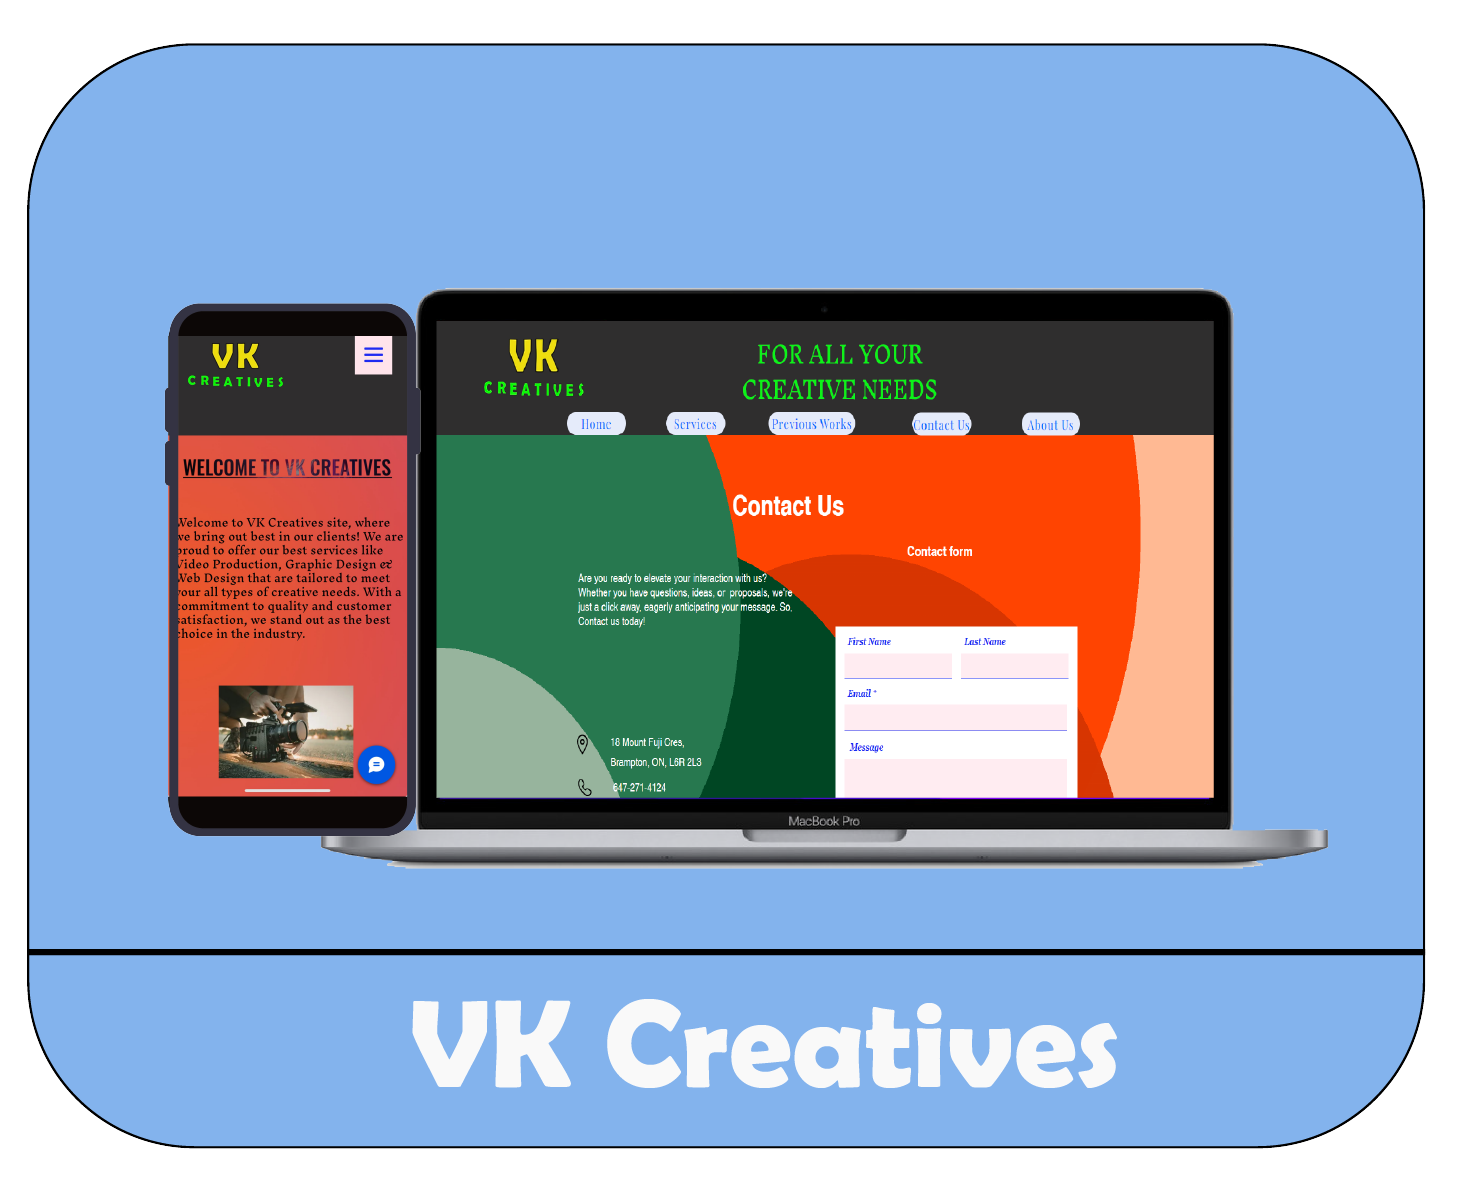 VK
CREATIVES
WELCOME TO VK CREATIVES
Welcome to VK Creatives site, where
we bring out best in our clients! We are
proud to offer our best services like
Video Production, Graphic Design &
Web Design that are tailored to meet
your all types of creative needs. With a
commitment to quality and customer
satisfaction, we stand out as the best
choice in the industry.
VK
CREATIVES
FOR ALL YOUR
CREATIVE NEEDS
Home Services Previous Works Contact Us About Us
Contact Us
Contact form
Are you ready to elevate your interaction with us?
Whether you have questions, ideas, or proposals, we're
just a click away, eagerly anticipating your message. So,
Contact us today!
First Name Last Name
Email *
Message
18 Mount Fuji Cres,
Brampton, ON, L6R 2L3
647-271-4124
MacBook Pro
VK Creatives